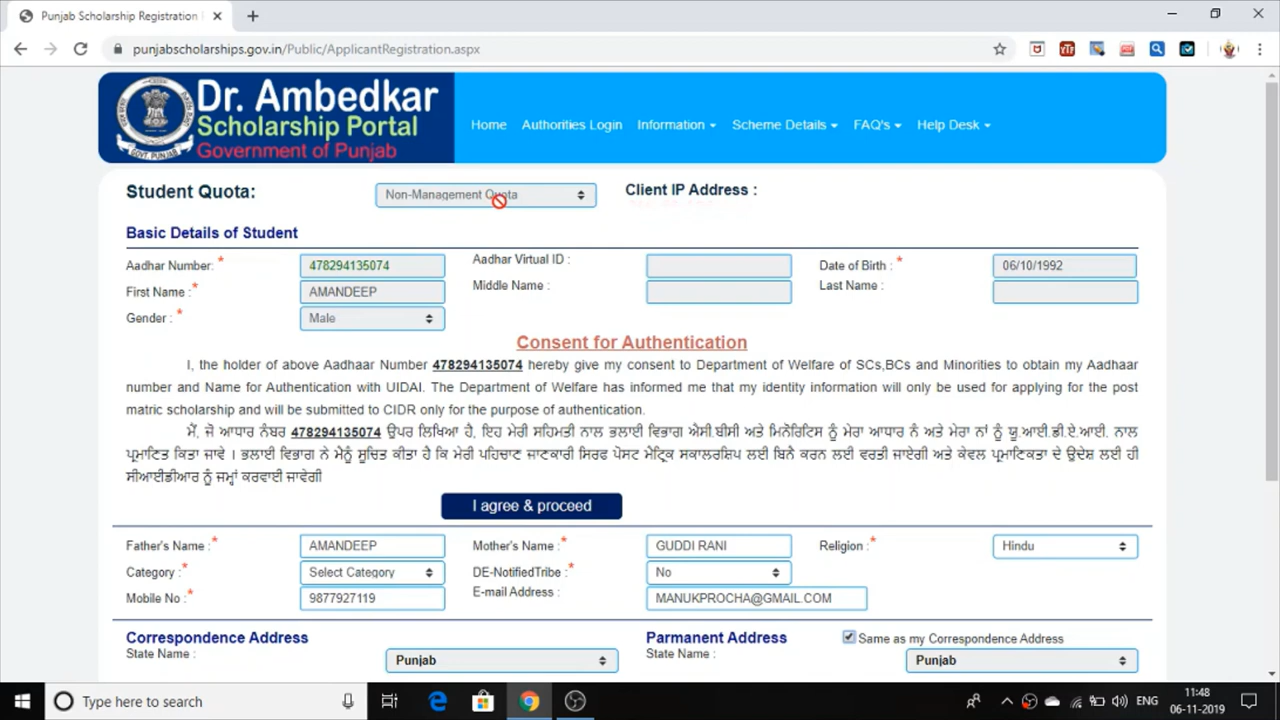 Punjab Scholarship Registration
punjabscholarships.gov.in/Public/ApplicantRegistration.aspx
Dr. Ambedkar
Scholarship Portal
Government of Punjab
GOVT. PUNJAB
Home Authorities Login Information Scheme Details FAQ's Help Desk
Student Quota: Non-Management Quota Client IP Address :
Basic Details of Student
Aadhar Number: * 478294135074 Aadhar Virtual ID : Date of Birth : * 06/10/1992
First Name : * AMANDEEP Middle Name : Last Name :
Gender : * Male
Consent for Authentication
I, the holder of above Aadhaar Number 478294135074 hereby give my consent to Department of Welfare of SCs,BCs and Minorities to obtain my Aadhar
number and Name for Authentication with UIDAI. The Department of Welfare has informed me that my identity information will only be used for applying for the post
matric scholarship and will be submitted to CIDR only for the purpose of authentication.
ਮੈਂ, ਜੋ ਆਧਾਰ ਨੰਬਰ 478294135074 ਉਪਰ ਲਿਖਿਆ ਹੈ, ਇਹ ਮੇਰੀ ਸਹਿਮਤੀ ਨਾਲ ਭਲਾਈ ਵਿਭਾਗ ਐਸੀ.ਬੀਸੀ ਅਤੇ ਮਿਨੋਰਿਟਿਸ ਨੂੰ ਮੇਰਾ ਆਧਾਰ ਨੰ ਅਤੇ ਮੇਰਾ ਨਾਂ ਨੂੰ ਯੂ.ਆਈ.ਡੀ.ਏ.ਆਈ. ਨਾਲ
ਪ੍ਰਮਾਣਿਤ ਕਿਤਾ ਜਾਵੇ । ਭਲਾਈ ਵਿਭਾਗ ਨੇ ਮੈਨੂੰ ਸੂਚਿਤ ਕੀਤਾ ਹੈ ਕਿ ਮੇਰੀ ਪਹਿਚਾਣ ਜਾਣਕਾਰੀ ਸਿਰਫ ਪੋਸਟ ਮੈਟ੍ਰਿਕ ਸਕਾਲਰਸ਼ਿਪ ਲਈ ਬਿਨੈ ਕਰਨ ਲਈ ਵਰਤੀ ਜਾਏਗੀ ਅਤੇ ਕੇਵਲ ਪ੍ਰਮਾਣਿਕਤਾ ਦੇ ਉਦੇਸ਼ ਲਈ ਹੀ
ਸੀਆਈਡੀਆਰ ਨੂੰ ਜਮ੍ਹਾਂ ਕਰਵਾਈ ਜਾਵੇਗੀ
I agree & proceed
Father's Name : * AMANDEEP Mother's Name : * GUDDI RANI Religion : * Hindu
Category : * Select Category DE-NotifiedTribe : * No
Mobile No : * 9877927119 E-mail Address : MANUKPROCHA@GMAIL.COM
Correspondence Address Parmanent Address Same as my Correspondence Address
State Name : Punjab State Name : Punjab
Type here to search ENG 11:48
06-11-2019